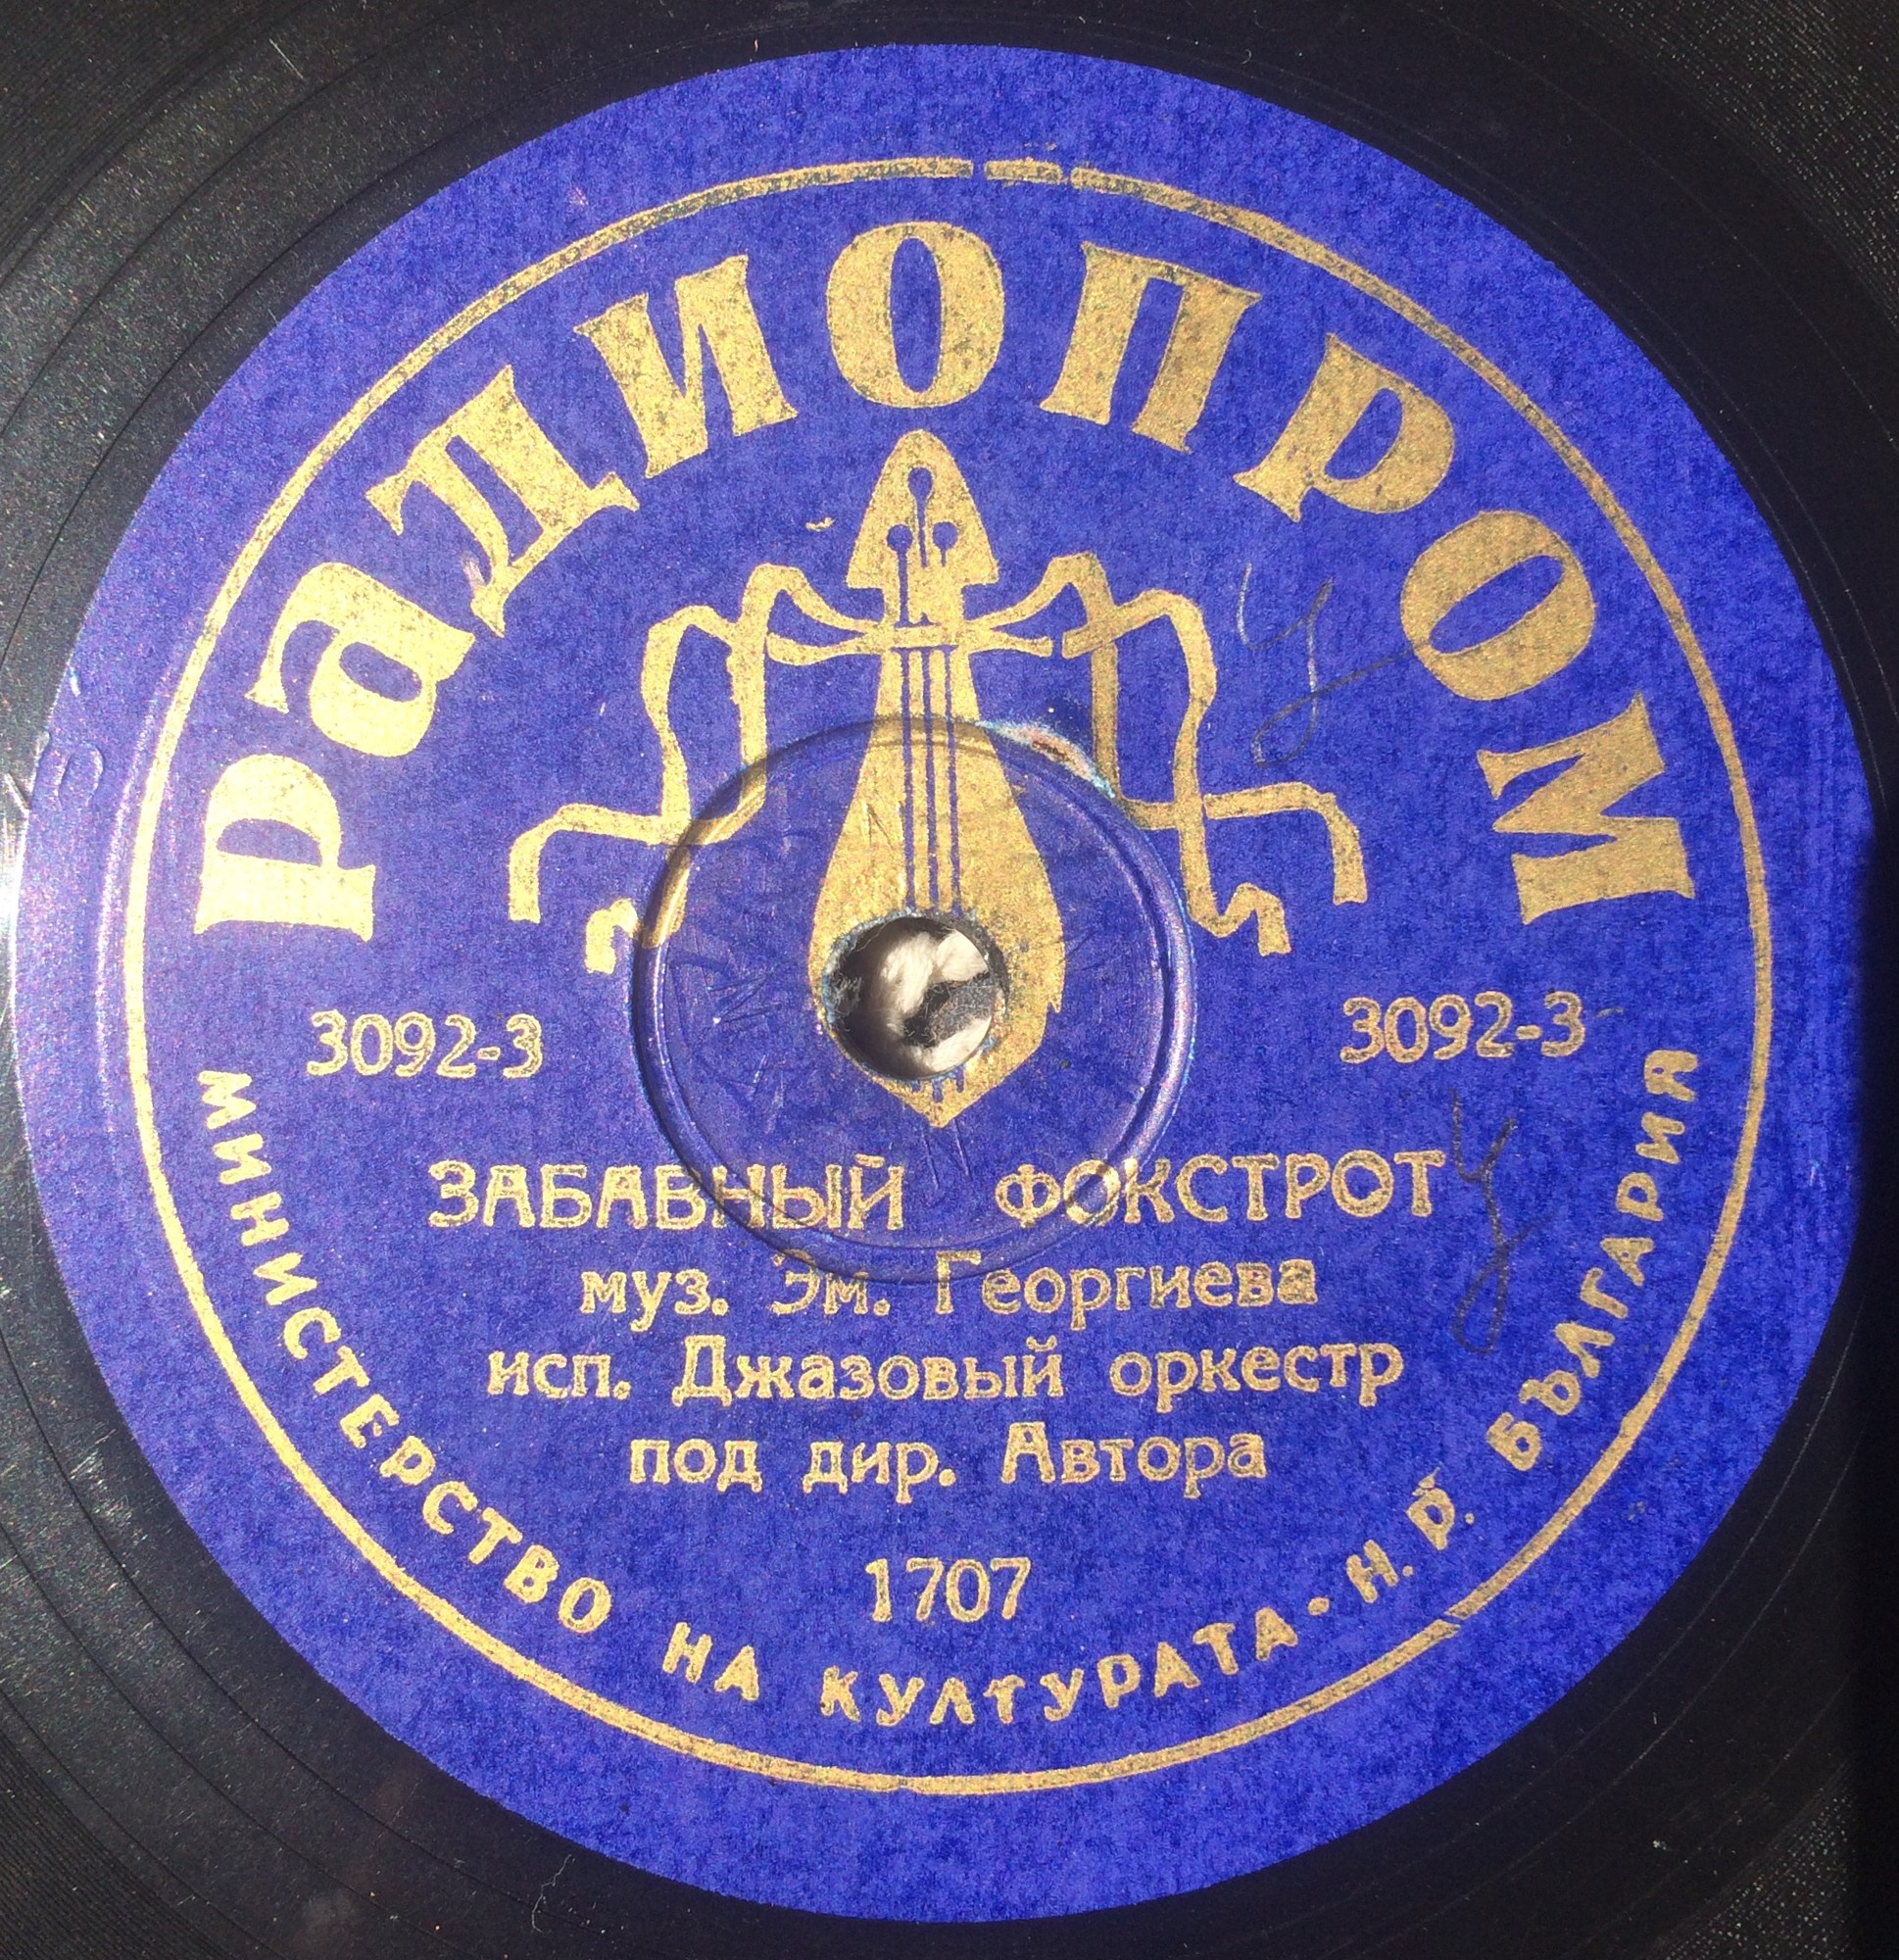 Радиопром
3092-3 3092-3
ЗАБАВНЫЙ ФОКСТРОТ
муз. Эм. Георгиева
исп. Джазовый оркестр
под дир. Автора
1707
МИНИСТЕРСТВО НА КУЛТУРАТА · Н. Р. БЪЛГАРИЯ